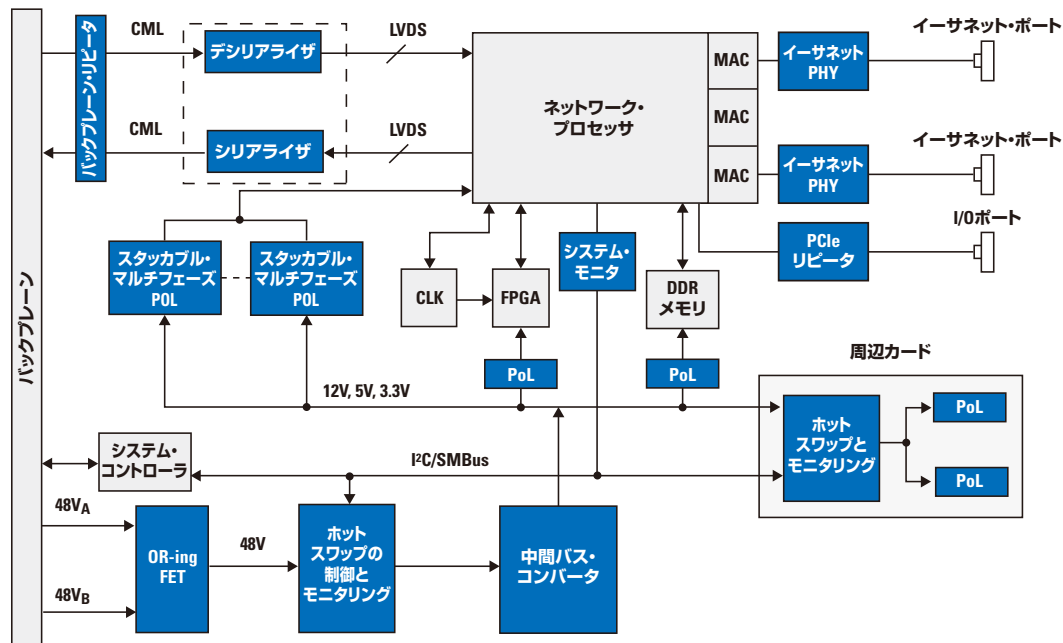 バックプレーン
バックプレーン・リピータ
CML
デシリアライザ
LVDS
CML
シリアライザ
LVDS
ネットワーク・
プロセッサ
MAC
MAC
MAC
イーサネット
PHY
イーサネット・ポート
イーサネット
PHY
イーサネット・ポート
PCIe
リピータ
I/Oポート
スタッカブル・
マルチフェーズ
POL
スタッカブル・
マルチフェーズ
POL
CLK
FPGA
システム・
モニタ
DDR
メモリ
PoL
PoL
12V, 5V, 3.3V
周辺カード
ホット
スワップと
モニタリング
PoL
PoL
システム・
コントローラ
I²C/SMBus
48VA
48VB
OR-ing
FET
48V
ホット
スワップの
制御と
モニタリング
中間バス・
コンバータ